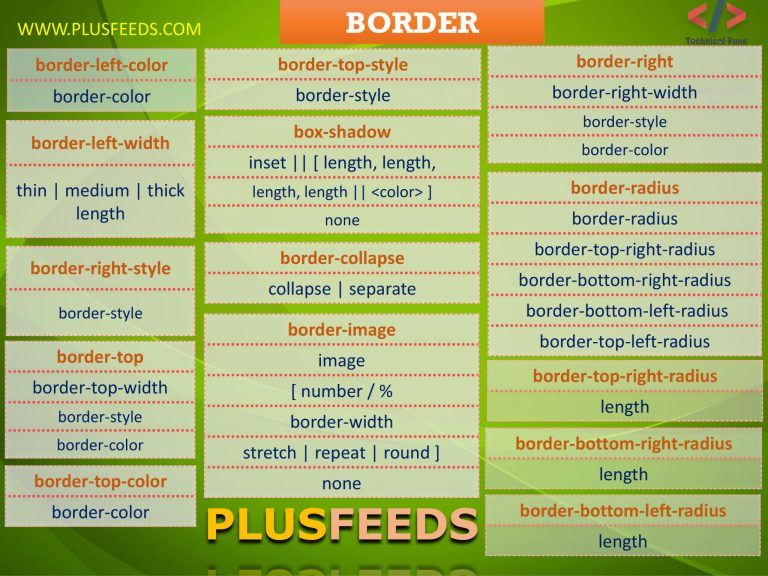 WWW.PLUSFEEDS.COM
BORDER
Technical Funs
border-left-color
border-color
border-left-width
thin | medium | thick
length
border-right-style
border-style
border-top
border-top-width
border-style
border-color
border-top-color
border-color
border-top-style
border-style
box-shadow
inset || [ length, length,
length, length || <color> ]
none
border-collapse
collapse | separate
border-image
image
[ number / %
border-width
stretch | repeat | round ]
none
PLUSFEEDS
border-right
border-right-width
border-style
border-color
border-radius
border-radius
border-top-right-radius
border-bottom-right-radius
border-bottom-left-radius
border-top-left-radius
border-top-right-radius
length
border-bottom-right-radius
length
border-bottom-left-radius
length